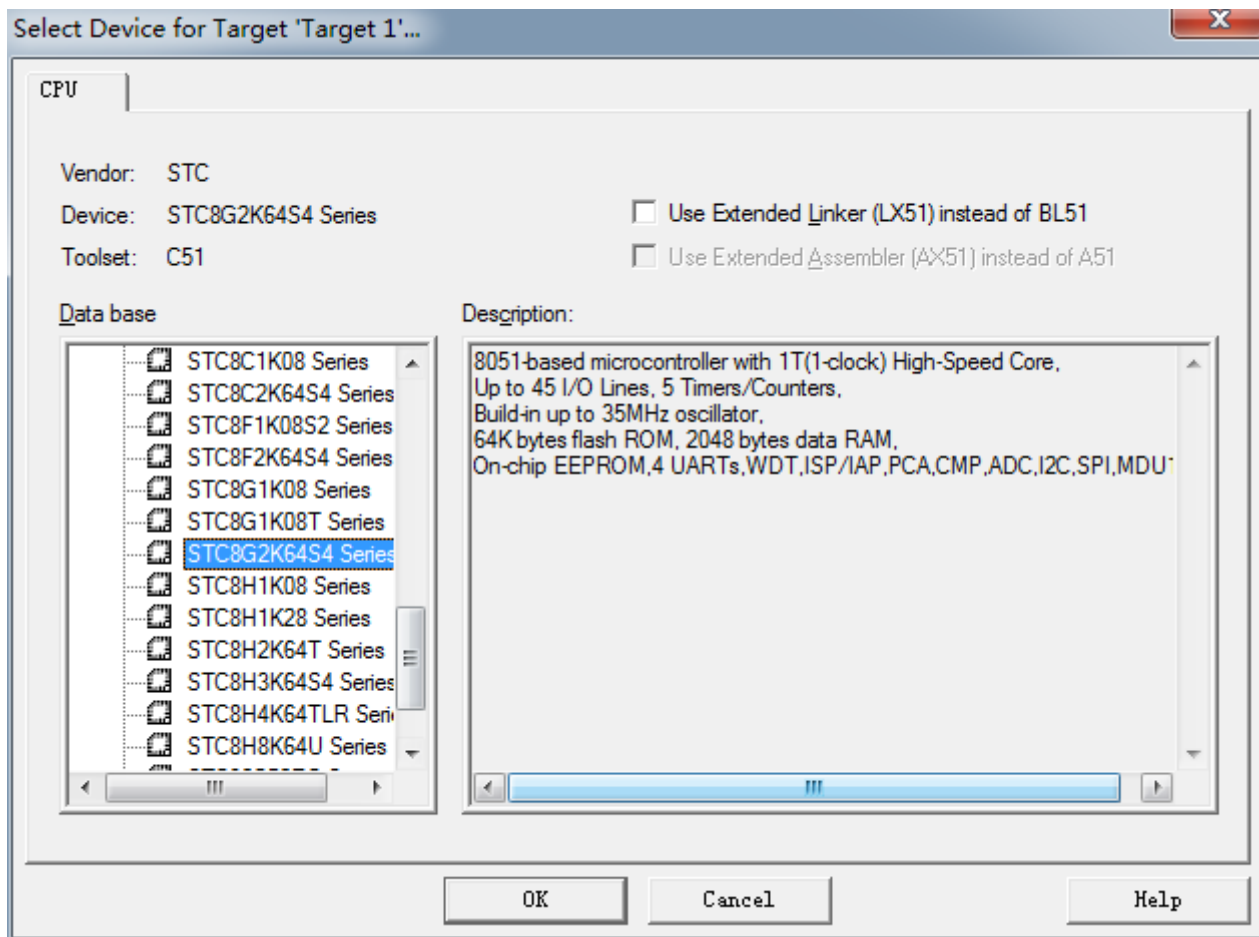 Select Device for Target 'Target 1'...
CPU
Vendor: STC
Device: STC8G2K64S4 Series
Toolset: C51
Use Extended Linker (LX51) instead of BL51
Use Extended Assembler (AX51) instead of A51
Data base
STC8C1K08 Series
STC8C2K64S4 Series
STC8F1K08S2 Series
STC8F2K64S4 Series
STC8G1K08 Series
STC8G1K08T Series
STC8G2K64S4 Series
STC8H1K08 Series
STC8H1K28 Series
STC8H2K64T Series
STC8H3K64S4 Series
STC8H4K64TLR Seri
STC8H8K64U Series
Description:
8051-based microcontroller with 1T(1-clock) High-Speed Core,
Up to 45 I/O Lines, 5 Timers/Counters,
Build-in up to 35MHz oscillator,
64K bytes flash ROM, 2048 bytes data RAM,
On-chip EEPROM,4 UARTs,WDT,ISP/IAP,PCA,CMP,ADC,I2C,SPI,MDU
OK
Cancel
Help